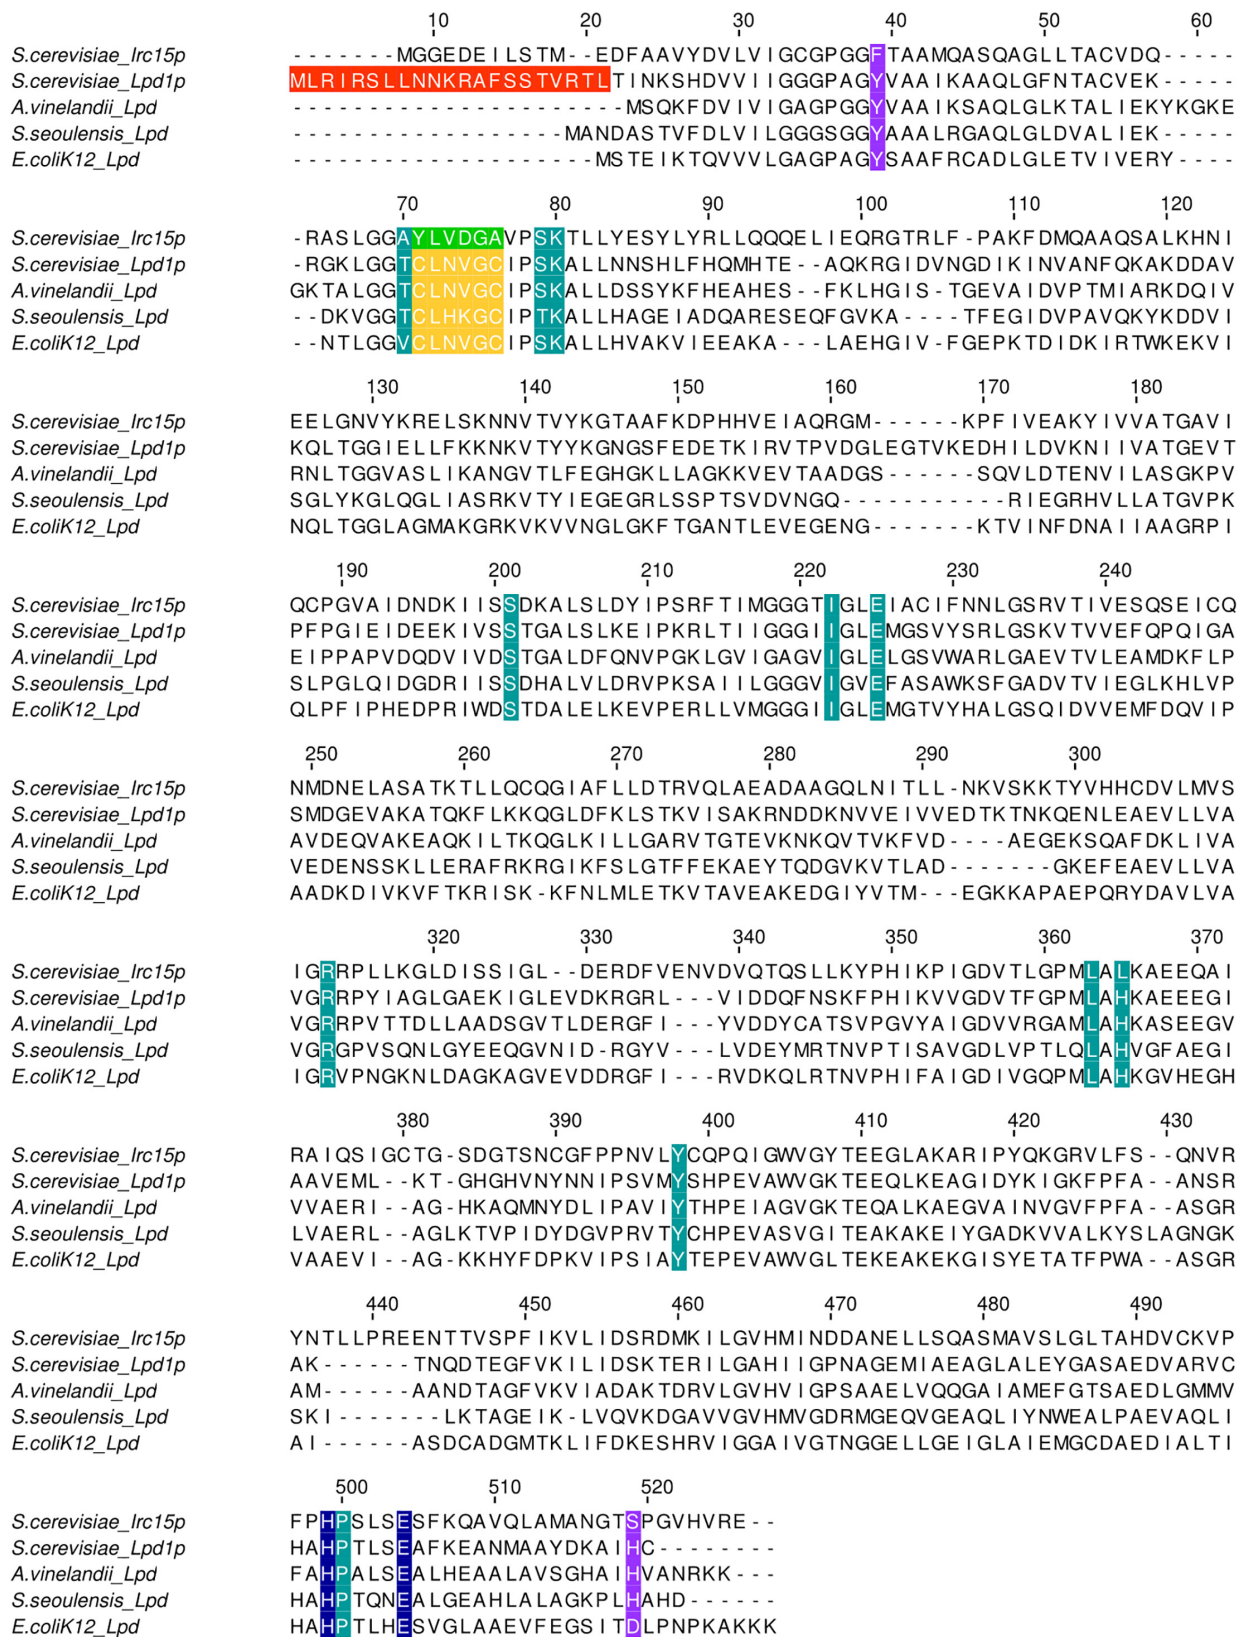 10 20 30 40 50 60
S.cerevisiae_Irc15p -------MGGEDEILSTM--EDFAAVYDVLVIGCGPGGFTAAMQASQAGLLTACVDQ-----
S.cerevisiae_Lpd1p MLRIRSLLNNKRAFSSTVRTLTINKSHDVVIIGGGPAGYVAAIKAAQLGFNTACVEK-----
A.vinelandii_Lpd ----------------------MSQKFDVIVIGAGPGGYVAAIKSAQLGLKTALIEKYKGKE
S.seoulensis_Lpd ------------------MANDASTVFDLVILGGGSGGYAAALRGAQLGLDVALIEK-----
E.coliK12_Lpd --------------------MSTEIKTQVVVLGAGPAGYSAAFRCADLGLETVIVERY----
70 80 90 100 110 120
S.cerevisiae_Irc15p -RASLGGAYLVDGAVPSKTLLYESYLYRLLQQQELIEQRGTRLF-PAKFDMQAAQSALKHNI
S.cerevisiae_Lpd1p -RGKLGGTCLNVGCIPSKALLNNSHLFHQMHTE--AQKRGIDVNGDIKINVANFQKAKDDAV
A.vinelandii_Lpd GKTALGGTCLNVGCIPSKALLDSSYKFHEAHES--FKLHGIS-TGEVAIDVPTMIARKDQIV
S.seoulensis_Lpd --DKVGGTCLHKGCIPTKALLHAGEIADQARESEQFGVKA----TFEGIDVPAVQKYKDDVI
E.coliK12_Lpd --NTLGGVCLNVGCIPSKALLHVAKVIEEAKA---LAEHGIV-FGEPKTDIDKIRTWKEKVI
130 140 150 160 170 180
S.cerevisiae_Irc15p EELGNVYKRELSKNNVTVYKGTAAFKDPHHVEIAQRGM------KPFIVEAKYIVVATGAVI
S.cerevisiae_Lpd1p KQLTGGIELLFKKNKVTYYKGNGSFEDETKIRVTPVDGLEGTVKEDHILDVKNIIVATGEVT
A.vinelandii_Lpd RNLTGGVASLIKANGVTLFEGHGKLLAGKKVEVTAADGS------SQVLDTENVILASGKPV
S.seoulensis_Lpd SGLYKGLQGLIASRKVTYIEGEGRLSSPTSVDVNGQ-----------RIEGRHVLLATGVPK
E.coliK12_Lpd NQLTGGLAGMAKGRKVKVVNGLGKFTGANTLEVEGENG-------KTVINFDNAIIAAGRPI
190 200 210 220 230 240
S.cerevisiae_Irc15p QCPGVAIDNDKIISSDKALSLDYIPSRFTIMGGGTIGLEIACIFNNLGSRVTIVESQSEICQ
S.cerevisiae_Lpd1p PFPGIEIDEEKIVSSTGALSLKEIPKRLTIIGGGIIGLEMGSVYSRLGSKVTVVEFQPQIGA
A.vinelandii_Lpd EIPPAPVDQDVIVDSTGALDFQNVPGKLGVIGAGVIGLELGSVWARLGAEVTVLEAMDKFLP
S.seoulensis_Lpd SLPGLQIDGDRIISSDHALVLDRVPKSAIILGGGVIGVEFASAWKSFGADVTVIEGLKHLVP
E.coliK12_Lpd QLPFIPHEDPRIWDSTDALELKEVPERLLVMGGGIIGLEMGTVYHALGSQIDVVEMFDQVIP
250 260 270 280 290 300
S.cerevisiae_Irc15p NMDNELASATKTLLQCQGIAFLLDTRVQLAEADAAGQLNITLL-NKVSKKTYVHHCDVLMVS
S.cerevisiae_Lpd1p SMDGEVAKATQKFLKKQGLDFKLSTKVISAKRNDDKNVVEIVVEDTKTNKQENLEAEVLLVA
A.vinelandii_Lpd AVDEQVAKEAQKILTKQGLKILLGARVTGTEVKNKQVTVKFVD----AEGEKSQAFDKLIVA
S.seoulensis_Lpd VEDENSSKLLERAFRKRGIKFSLGTFFEKAEYTQDGVKVTLAD-------GKEFEAEVLLVA
E.coliK12_Lpd AADKDIVKVFTKRISK-KFNLMLETKVTAVEAKEDGIYVTM---EGKKAPAEPQRYDAVLVA
320 330 340 350 360 370
S.cerevisiae_Irc15p IGRRPLLKGLDISSIGL--DERDFVENVDVQTQSLLKYPHIKPIGDVTLGPMLALKAEEQAI
S.cerevisiae_Lpd1p VGRRPYIAGLGAEKIGLEVDKRGRL---VIDDQFNSKFPHIKVVGDVTFGPMLAHKAEEEGI
A.vinelandii_Lpd VGRRPVTTDLLAADSGVTLDERGFI---YVDDYCATSVPGVYAIGDVVRGAMLAHKASEEGV
S.seoulensis_Lpd VGRGPVSQNLGYEEQGVNID-RGYV---LVDEYMRTNVPTISAVGDLVPTLQLAHVGFAEGI
E.coliK12_Lpd IGRVPNGKNLDAGKAGVEVDDRGFI---RVDKQLRTNVPHIFAIGDIVGQPMLAHKGVHEGH
380 390 400 410 420 430
S.cerevisiae_Irc15p RAIQSIGCTG-SDGTSNCGFPPNVLYCQPQIGWVGYTEEGLAKARIPYQKGRVLFS--QNVR
S.cerevisiae_Lpd1p AAVEML--KT-GHGHVNYNNIPSVMYSHPEVAWVGKTEEQLKEAGIDYKIGKFPFA--ANSR
A.vinelandii_Lpd VVAERI--AG-HKAQMNYDLIPAVIYTHPEIAGVGKTEQALKAEGVAINVGVFPFA--ASGR
S.seoulensis_Lpd LVAERL--AGLKTVPIDYDGVPRVTYCHPEVASVGITEAKAKEIYGADKVVALKYSLAGNGK
E.coliK12_Lpd VAAEVI--AG-KKHYFDPKVIPSIAYTEPEVAWVGLTEKEAKEKGISYETATFPWA--ASGR
440 450 460 470 480 490
S.cerevisiae_Irc15p YNTLLPREENTTVSPFIKVLIDSRDMKILGVHMINDDANELLSQASMAVSLGLTAHDVCKVP
S.cerevisiae_Lpd1p AK------TNQDTEGFVKILIDSKTERILGAHIIGPNAGEMIAEAGLALEYGASAEDVARVC
A.vinelandii_Lpd AM------AANDTAGFVKVIADAKTDRVLGVHVIGPSAAELVQQGAIAMEFGTSAEDLGMMV
S.seoulensis_Lpd SKI-------LKTAGEIK-LVQVKDGAVVGVHMVGDRMGEQVGEAQLIYNWEALPAEVAQLI
E.coliK12_Lpd AI------ASDCADGMTKLIFDKESHRVIGGAIVGTNGGELLGEIGLAIEMGCDAEDIALTI
500 510 520
S.cerevisiae_Irc15p FPHPSLSESFKQAVQLAMANGTSPGVHVRE--
S.cerevisiae_Lpd1p HAHPTLSEAFKEANMAAYDKAIHC--------
A.vinelandii_Lpd FAHPALSEALHEAALAVSGHAIHVANRKK---
S.seoulensis_Lpd HAHPTQNEALGEAHLALAGKPLHAHD------
E.coliK12_Lpd HAHPTLHESVGLAAEVFEGSITDLPNPKAKKK